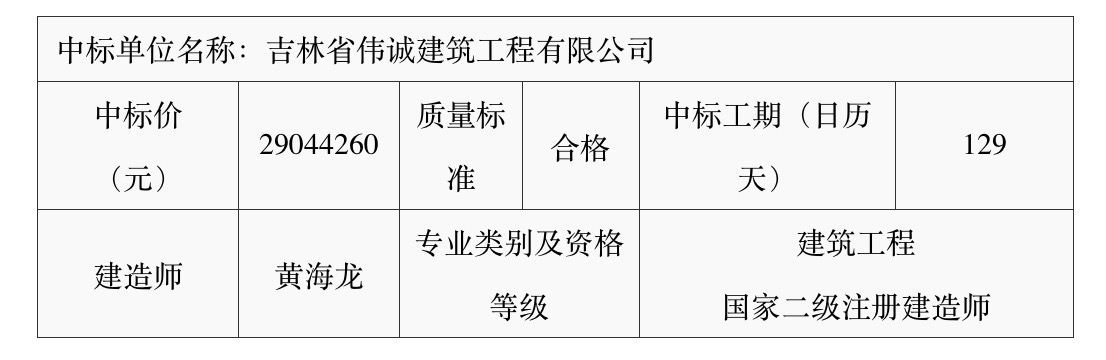 中标单位名称：吉林省伟诚建筑工程有限公司
中标价
（元）
29044260
质量标
准
合格
中标工期（日历
天）
129
建造师
黄海龙
专业类别及资格
等级
建筑工程
国家二级注册建造师